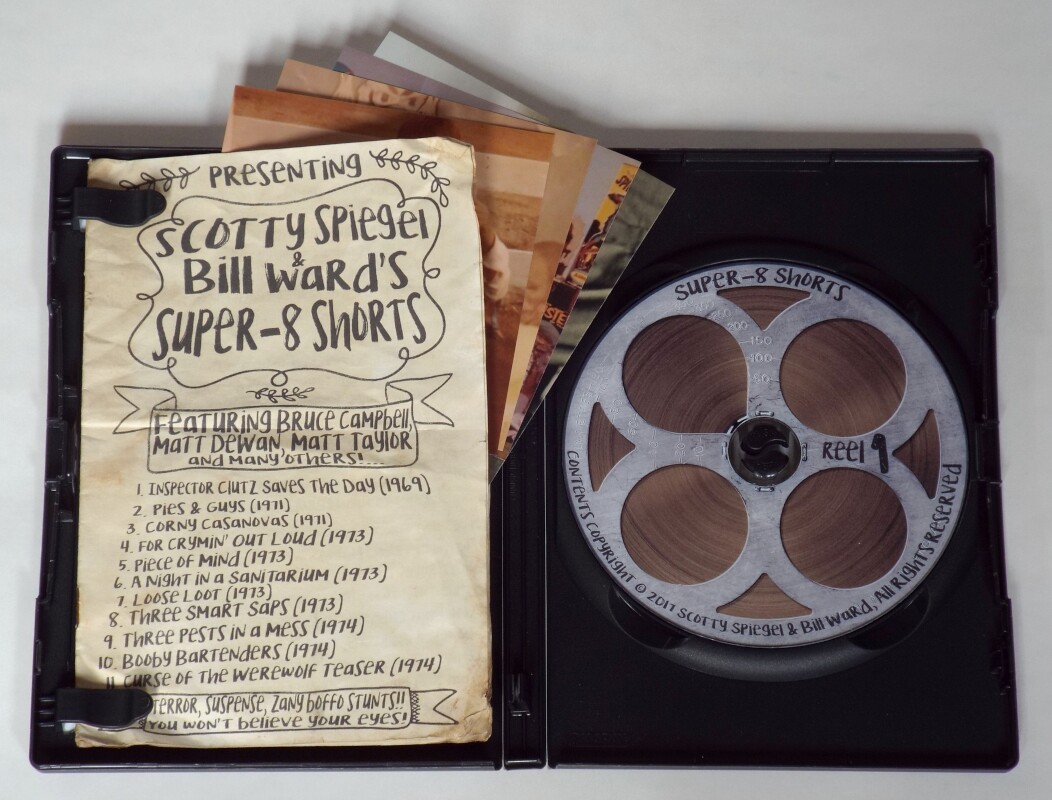 PRESENTING
SCOTTY SPIEGEL
&
BILL WARD'S
SUPER-8 SHORTS
FEATURING BRUCE CAMPBELL,
MATT DEWAN, MATT TAYLOR
AND MANY OTHERS!...
1. INSPECTOR CLUTZ SAVES THE DAY (1969)
2. PIES & GUYS (1971)
3. CORNY CASANOVAS (1971)
4. FOR CRYMIN' OUT LOUD (1973)
5. PIECE OF MIND (1973)
6. A NIGHT IN A SANITARIUM (1973)
7. LOOSE LOOT (1973)
8. THREE SMART SAPS (1973)
9. THREE PESTS IN A MESS (1974)
10. BOOBY BARTENDERS (1974)
11. CURSE OF THE WEREWOLF TEASER (1974)
TERROR, SUSPENSE, ZANY BOFFO STUNTS!!
YOU WON'T BELIEVE YOUR EYES!
SUPER-8 SHORTS
200
150
100
50
REEL 1
CONTENTS COPYRIGHT © 2017 SCOTTY SPIEGEL & BILL WARD, ALL RIGHTS RESERVED